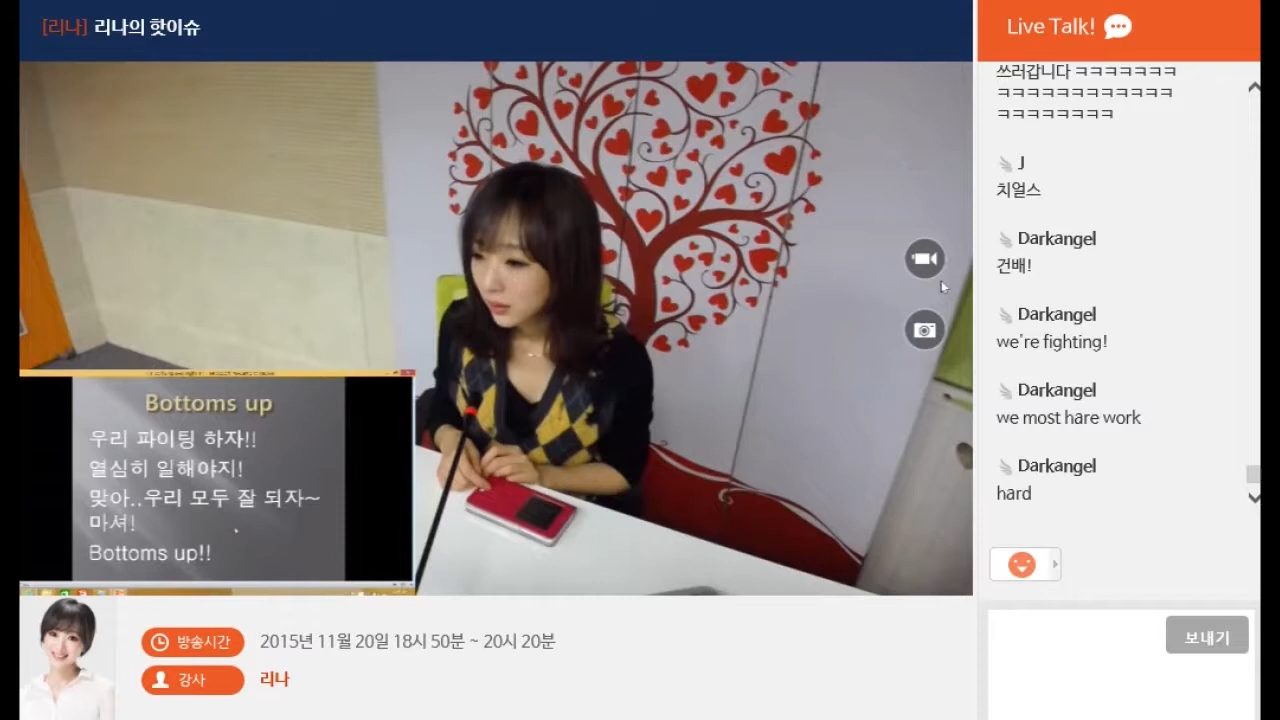 [리나] 리나의 핫이슈
Live Talk!
쓰러갑니다 ㅋㅋㅋㅋㅋㅋㅋ
ㅋㅋㅋㅋㅋㅋㅋㅋㅋㅋㅋㅋ
ㅋㅋㅋㅋㅋㅋㅋㅋ
J
치얼스
Darkangel
건배!
Darkangel
we're fighting!
Darkangel
we most hare work
Darkangel
hard
보내기
Bottoms up
우리 파이팅 하자!!
열심히 일해야지!
맞아..우리 모두 잘 되자~
마셔!
Bottoms up!!
방송시간 2015년 11월 20일 18시 50분 ~ 20시 20분
강사 리나